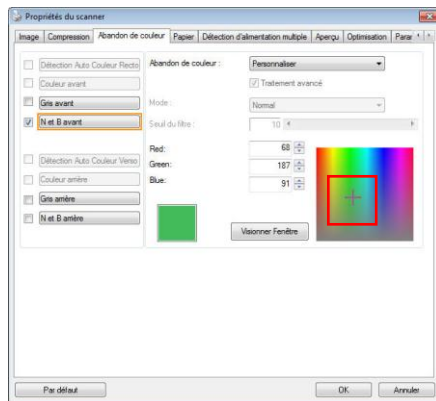 Propriétés du scanner
Image Compression Abandon de couleur Papier Détection d'alimentation multiple Aperçu Optimisation Parar
Détection Auto Couleur Recto
Couleur avant
Gris avant
N et B avant
Détection Auto Couleur Verso
Couleur arrière
Gris arrière
N et B arrière
Abandon de couleur : Personnaliser
Traitement avancé
Mode : Normal
Seuil du filtre : 10
Red: 68
Green: 187
Blue: 91
Visionner Fenêtre
Par défaut OK Annuler